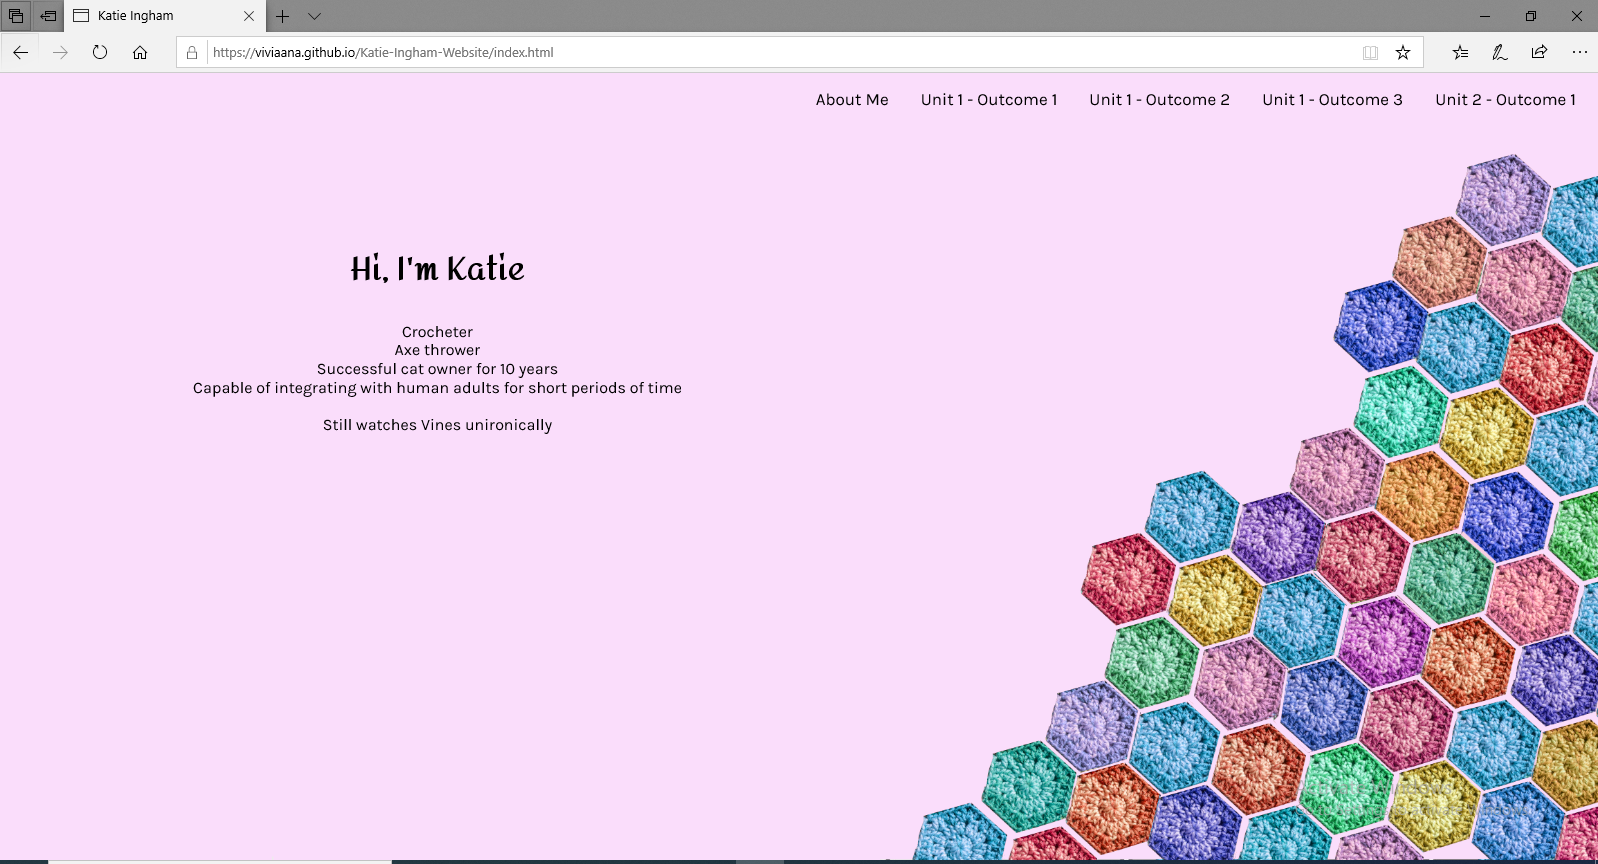 Katie Ingham
https://viviaana.github.io/Katie-Ingham-Website/index.html
About Me Unit 1 - Outcome 1 Unit 1 - Outcome 2 Unit 1 - Outcome 3 Unit 2 - Outcome 1
Hi, I'm Katie
Crocheter
Axe thrower
Successful cat owner for 10 years
Capable of integrating with human adults for short periods of time
Still watches Vines unironically